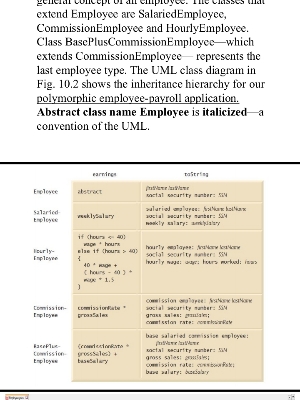 general concept of an employee. The classes that
extend Employee are SalariedEmployee,
CommissionEmployee and HourlyEmployee.
Class BasePlusCommissionEmployee—which
extends CommissionEmployee— represents the
last employee type. The UML class diagram in
Fig. 10.2 shows the inheritance hierarchy for our
polymorphic employee-payroll application.
Abstract class name Employee is italicized—a
convention of the UML.
earnings toString
Employee
abstract
firstName lastName
social security number: SSN
Salaried-
Employee
weeklySalary
salaried employee: firstName lastName
social security number: SSN
weekly salary: weeklySalary
Hourly-
Employee
if (hours <= 40)
wage * hours
else if (hours > 40)
{
40 * wage +
( hours - 40 ) *
wage * 1.5
}
hourly employee: firstName lastName
social security number: SSN
hourly wage: wage; hours worked: hours
Commission-
Employee
commissionRate *
grossSales
commission employee: firstName lastName
social security number: SSN
gross sales: grossSales;
commission rate: commissionRate
BasePlus-
Commission-
Employee
(commissionRate *
grossSales) +
baseSalary
base salaried commission employee:
firstName lastName
social security number: SSN
gross sales: grossSales;
commission rate: commissionRate;
base salary: baseSalary